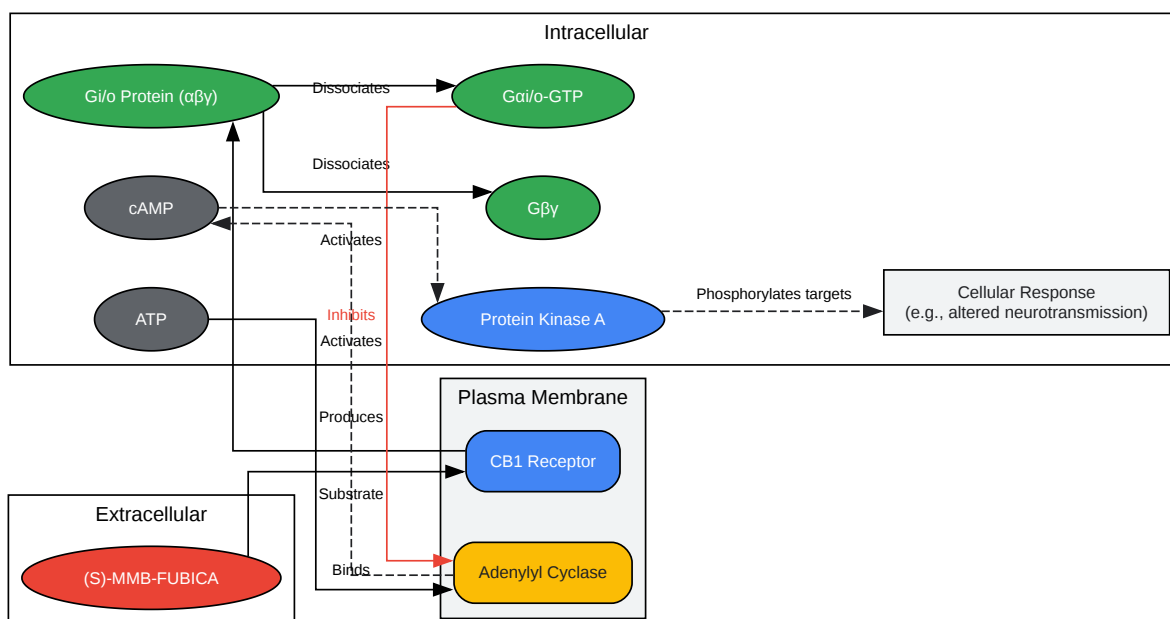 Intracellular
Gi/o Protein (αβγ)
Dissociates
Gαi/o-GTP
Dissociates
cAMP
Gβγ
Activates
Cellular Response
(e.g., altered neurotransmission)
Phosphorylates targets
ATP
Inhibits
Protein Kinase A
Activates
Plasma Membrane
Produces
CB1 Receptor
Substrate
Extracellular
(S)-MMB-FUBICA
Binds
Adenylyl Cyclase